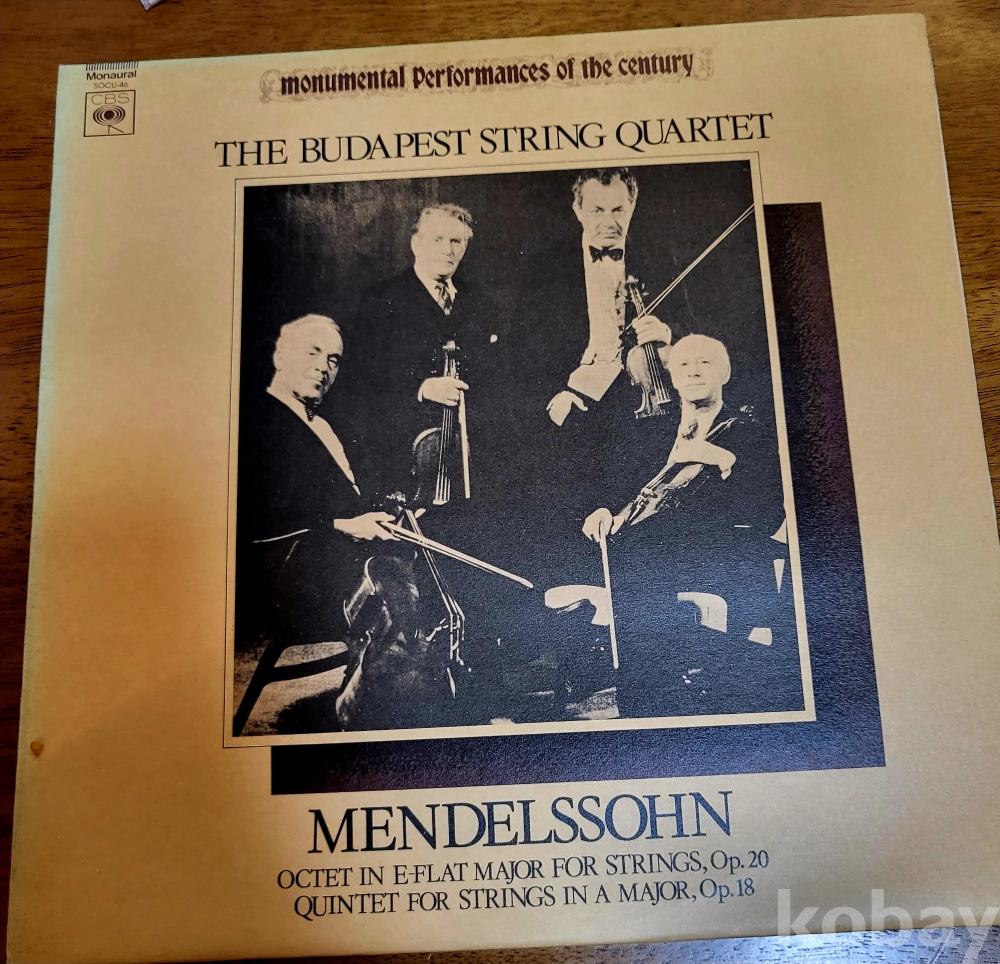 Monaural
SOCU-46
CBS
monumental performances of the century
THE BUDAPEST STRING QUARTET
MENDELSSOHN
OCTET IN E-FLAT MAJOR FOR STRINGS, Op. 20
QUINTET FOR STRINGS IN A MAJOR, Op. 18
kobay